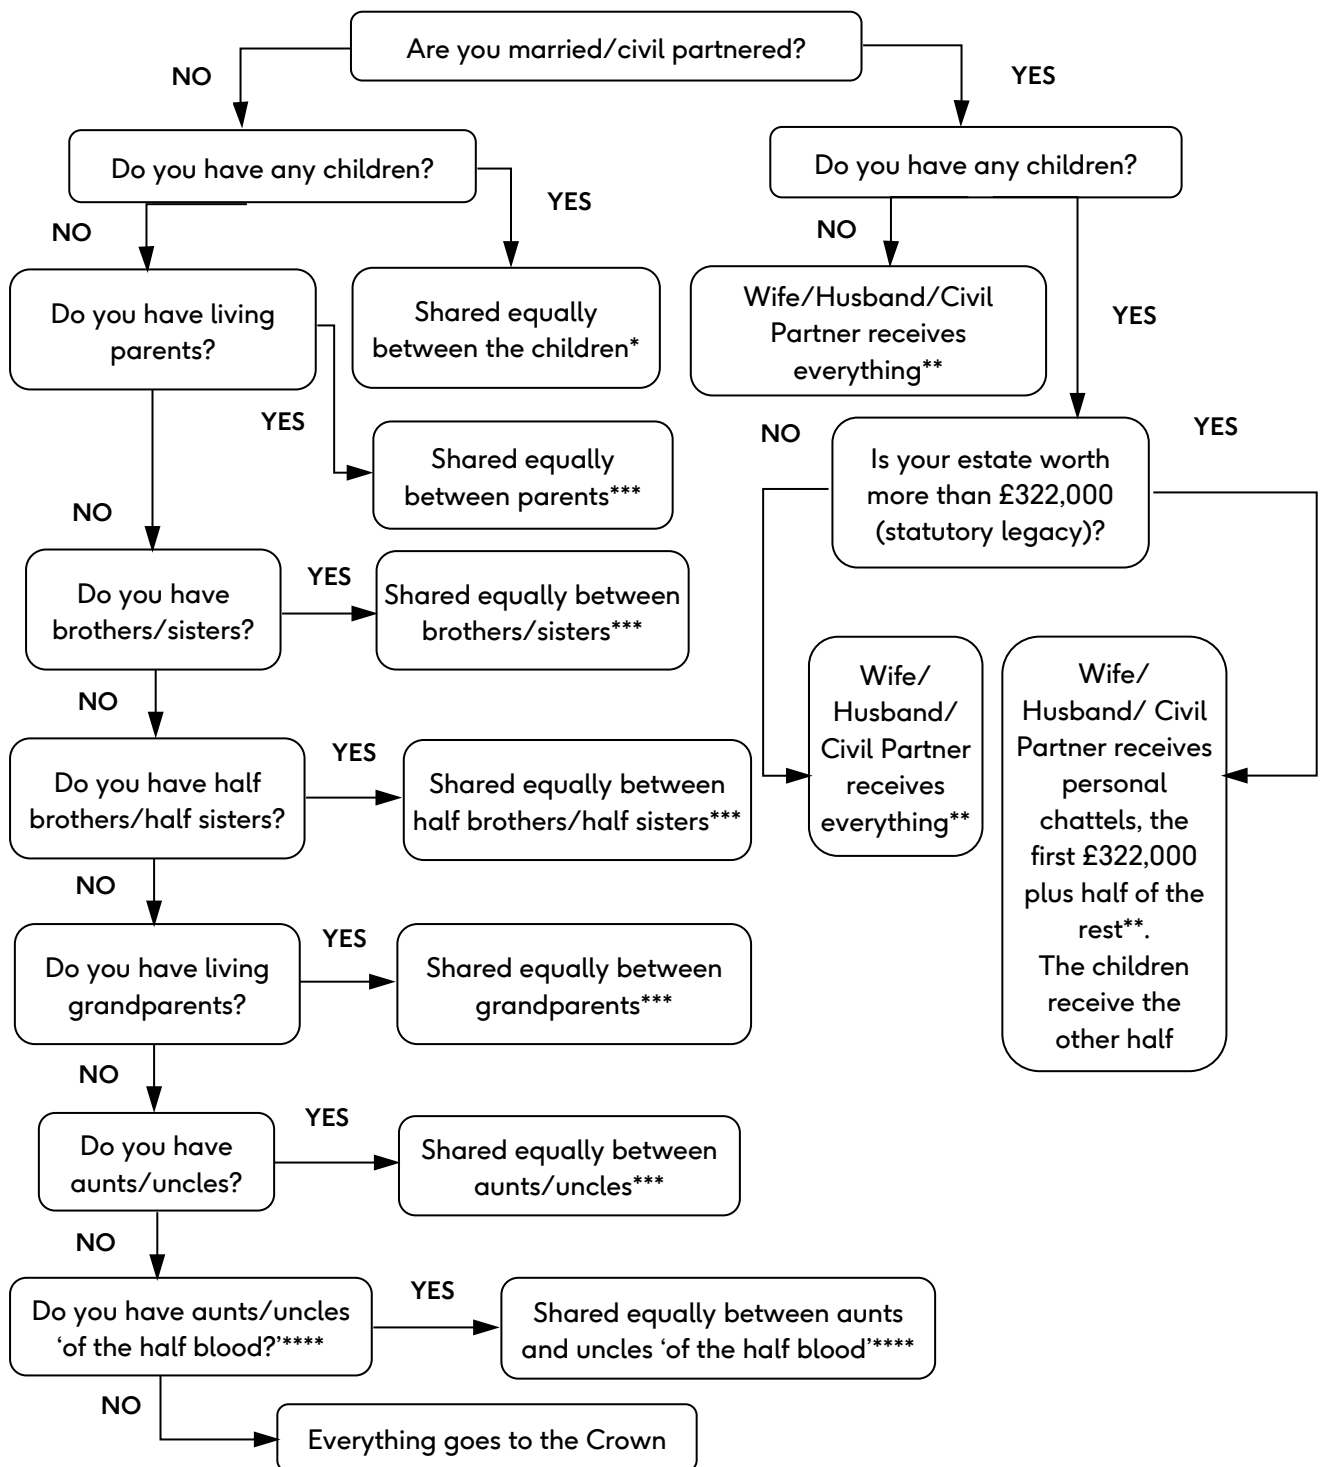 Are you married/civil partnered?
NO
YES
Do you have any children?
Do you have any children?
YES
NO
NO
Do you have living
parents?
Shared equally
between the children*
Wife/Husband/Civil
Partner receives
everything**
YES
YES
NO
YES
Shared equally
between parents***
Is your estate worth
more than £322,000
(statutory legacy)?
NO
Do you have
brothers/sisters?
YES
Shared equally between
brothers/sisters***
NO
Wife/
Husband/
Civil Partner
receives
everything**
Wife/
Husband/ Civil
Partner receives
personal
chattels, the
first £322,000
plus half of the
rest**.
The children
receive the
other half
Do you have half
brothers/half sisters?
YES
Shared equally between
half brothers/half sisters***
NO
Do you have living
grandparents?
YES
Shared equally between
grandparents***
NO
Do you have
aunts/uncles?
YES
Shared equally between
aunts/uncles***
NO
Do you have aunts/uncles
‘of the half blood?’****
YES
Shared equally between aunts
and uncles ‘of the half blood’****
NO
Everything goes to the Crown